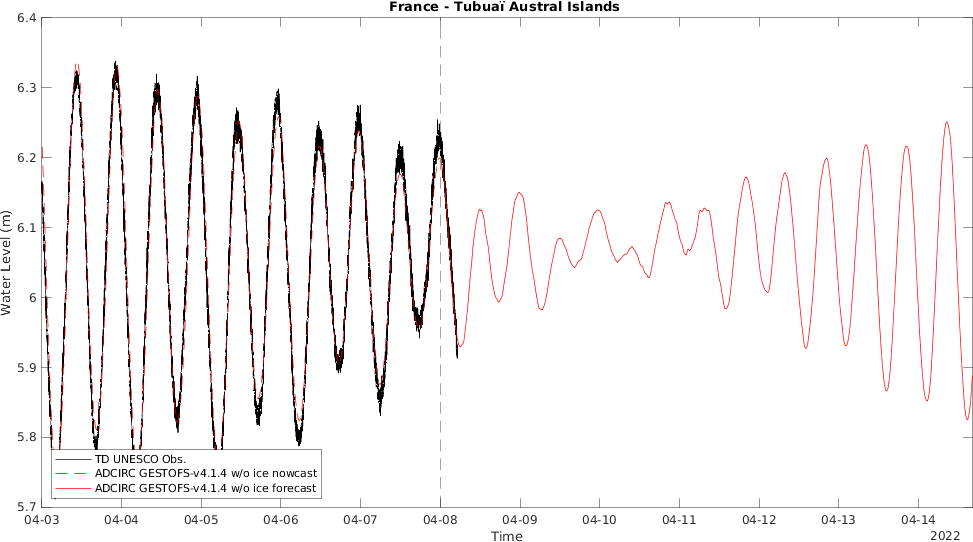 France - Tubuaï Austral Islands
6.4
6.3
6.2
6.1
6
5.9
5.8
5.7
Water Level (m)
TD UNESCO Obs.
ADCIRC GESTOFS-v4.1.4 w/o ice nowcast
ADCIRC GESTOFS-v4.1.4 w/o ice forecast
04-03 04-04 04-05 04-06 04-07 04-08 04-09 04-10 04-11 04-12 04-13 04-14
2022
Time